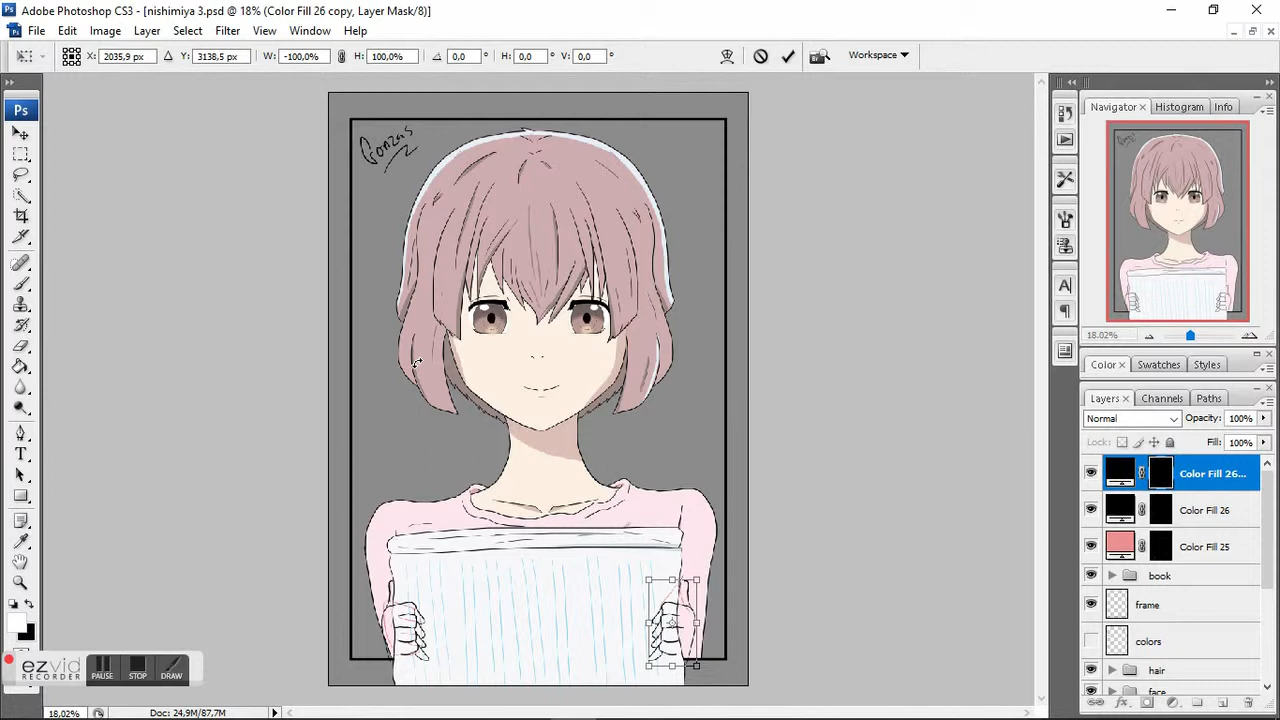 Adobe Photoshop CS3 - [nishimiya 3.psd @ 18% (Color Fill 26 copy, Layer Mask/8)]
File Edit Image Layer Select Filter View Window Help
X: 2035,9 px Y: 3138,5 px W: -100,0% H: 100,0% 0,0 ° H: 0,0 ° V: 0,0 ° Workspace
Ps
Navigator Histogram Info
Gonzas
18.02%
Color Swatches Styles
Layers Channels Paths
Normal Opacity: 100%
Lock: Fill: 100%
Color Fill 26...
Color Fill 26
Color Fill 25
book
frame
colors
hair
face
ezvid
RECORDER
PAUSE STOP DRAW
18,02% Doc: 24,9M/87,7M